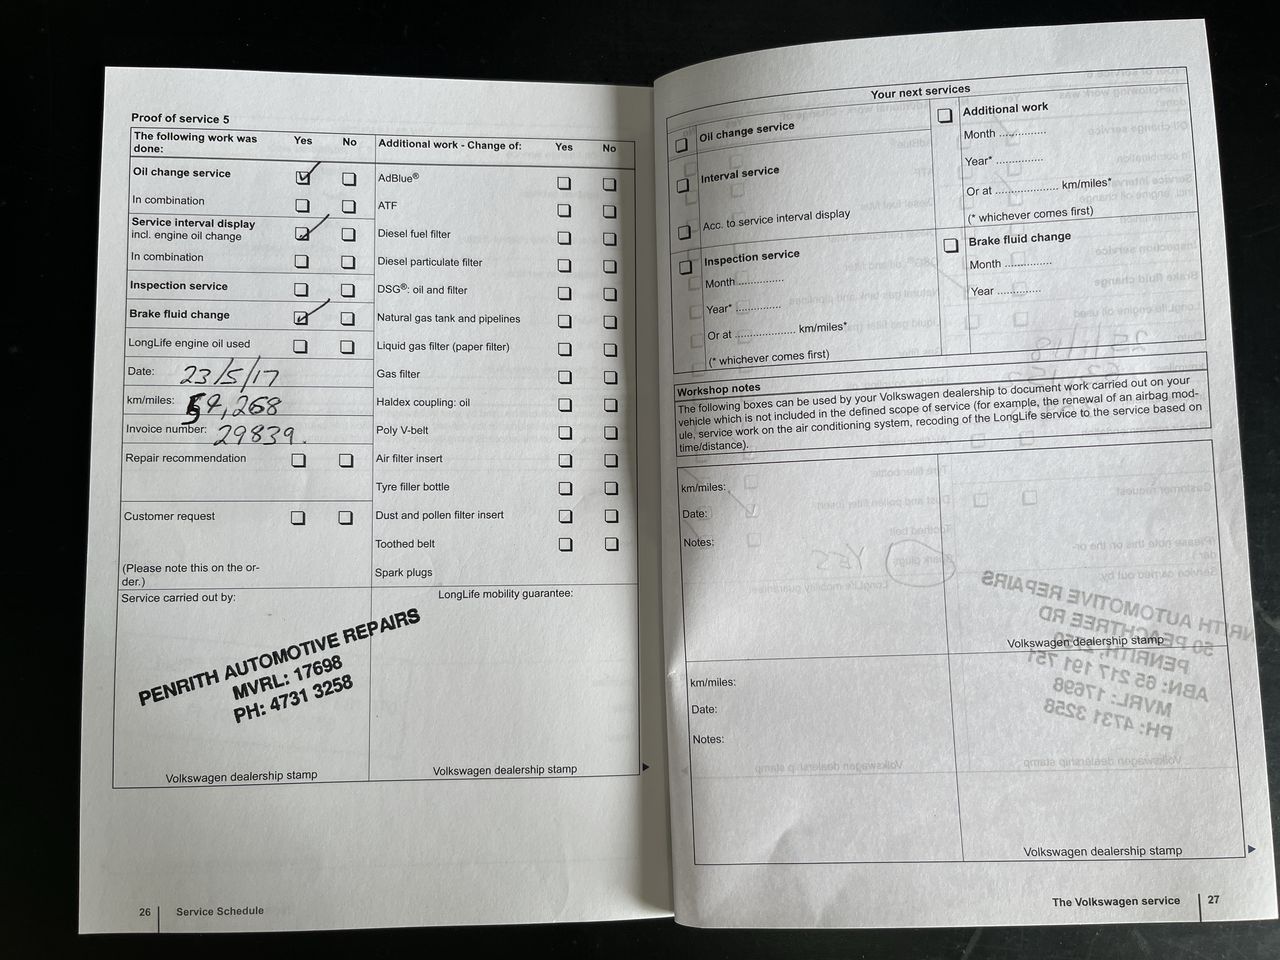 Proof of service 5
The following work was done: Yes No
Oil change service
In combination
Service interval display
incl. engine oil change
In combination
Inspection service
Brake fluid change
LongLife engine oil used
Date: 23/5/17
km/miles: 54,268
Invoice number: 29839.
Repair recommendation
Customer request
(Please note this on the or-
der.)
Additional work - Change of: Yes No
AdBlue®
ATF
Diesel fuel filter
Diesel particulate filter
DSG®: oil and filter
Natural gas tank and pipelines
Liquid gas filter (paper filter)
Gas filter
Haldex coupling: oil
Poly V-belt
Air filter insert
Tyre filler bottle
Dust and pollen filter insert
Toothed belt
Spark plugs
Service carried out by:
PENRITH AUTOMOTIVE REPAIRS
MVRL: 17698
PH: 4731 3258
Volkswagen dealership stamp
LongLife mobility guarantee:
Volkswagen dealership stamp
26 Service Schedule
Your next services
Oil change service
Interval service
Acc. to service interval display
Inspection service
Month ..............
Year* ..............
Or at .................... km/miles*
(* whichever comes first)
Additional work
Month ..............
Year* ..............
Or at .................... km/miles*
(* whichever comes first)
Brake fluid change
Month ..............
Year .............
Workshop notes
The following boxes can be used by your Volkswagen dealership to document work carried out on your
vehicle which is not included in the defined scope of service (for example, the renewal of an airbag mod-
ule, service work on the air conditioning system, recoding of the LongLife service to the service based on
time/distance).
km/miles:
Date:
Notes:
Volkswagen dealership stamp
km/miles:
Date:
Notes:
Volkswagen dealership stamp
The Volkswagen service 27